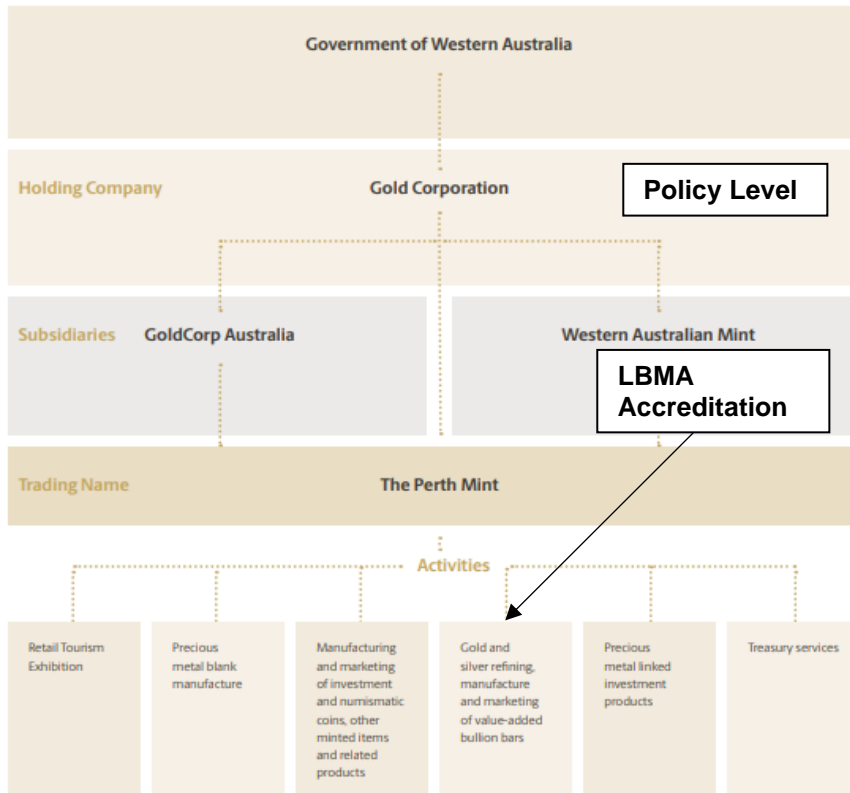 Government of Western Australia
Holding Company
Gold Corporation
Policy Level
Subsidiaries
GoldCorp Australia
Western Australian Mint
LBMA
Accreditation
Trading Name
The Perth Mint
Activities
Retail Tourism
Exhibition
Precious
metal blank
manufacture
Manufacturing
and marketing
of investment
and numismatic
coins, other
minted items
and related
products
Gold and
silver refining,
manufacture
and marketing
of value-added
bullion bars
Precious
metal linked
investment
products
Treasury services